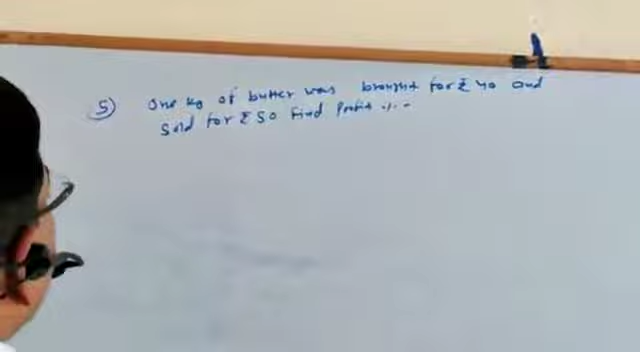 5) One kg of butter was brought for ₹ 40 and
Sold for ₹ 50 Find Profit %.